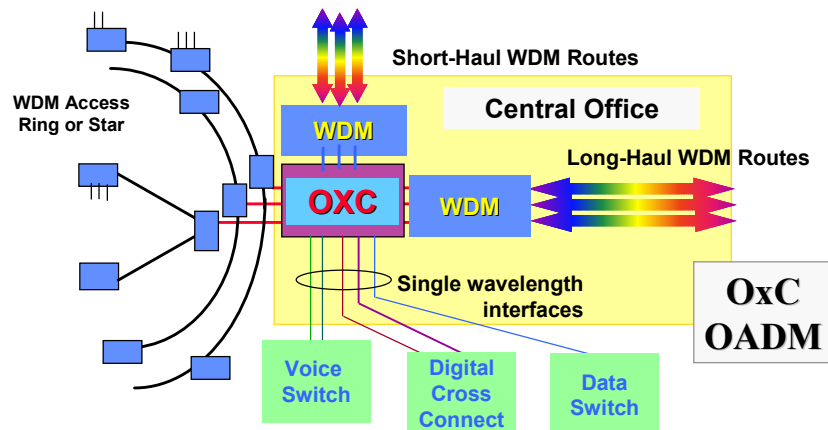 Short-Haul WDM Routes
WDM Access
Ring or Star
Central Office
WDM
Long-Haul WDM Routes
OXC
WDM
Single wavelength
interfaces
OxC
OADM
Voice
Switch
Digital
Cross
Connect
Data
Switch